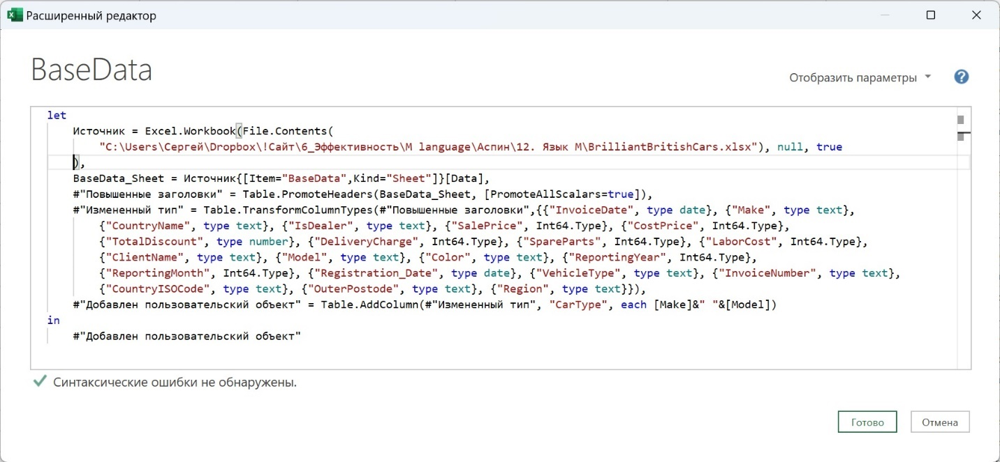 Расширенный редактор
BaseData
Отобразить параметры
?
let
Источник = Excel.Workbook(File.Contents(
"C:\Users\Сергей\Dropbox\!Сайт\6_Эффективность\M language\Аспин\12. Язык M\BrilliantBritishCars.xlsx"), null, true
),
BaseData_Sheet = Источник{[Item="BaseData",Kind="Sheet"]}[Data],
#"Повышенные заголовки" = Table.PromoteHeaders(BaseData_Sheet, [PromoteAllScalars=true]),
#"Измененный тип" = Table.TransformColumnTypes(#"Повышенные заголовки",{{"InvoiceDate", type date}, {"Make", type text},
{"CountryName", type text}, {"IsDealer", type text}, {"SalePrice", Int64.Type}, {"CostPrice", Int64.Type},
{"TotalDiscount", type number}, {"DeliveryCharge", Int64.Type}, {"SpareParts", Int64.Type}, {"LaborCost", Int64.Type},
{"ClientName", type text}, {"Model", type text}, {"Color", type text}, {"ReportingYear", Int64.Type},
{"ReportingMonth", Int64.Type}, {"Registration_Date", type date}, {"VehicleType", type text}, {"InvoiceNumber", type text},
{"CountryISOCode", type text}, {"OuterPostode", type text}, {"Region", type text}}),
#"Добавлен пользовательский объект" = Table.AddColumn(#"Измененный тип", "CarType", each [Make]&" "&[Model])
in
#"Добавлен пользовательский объект"
Синтаксические ошибки не обнаружены.
Готово
Отмена